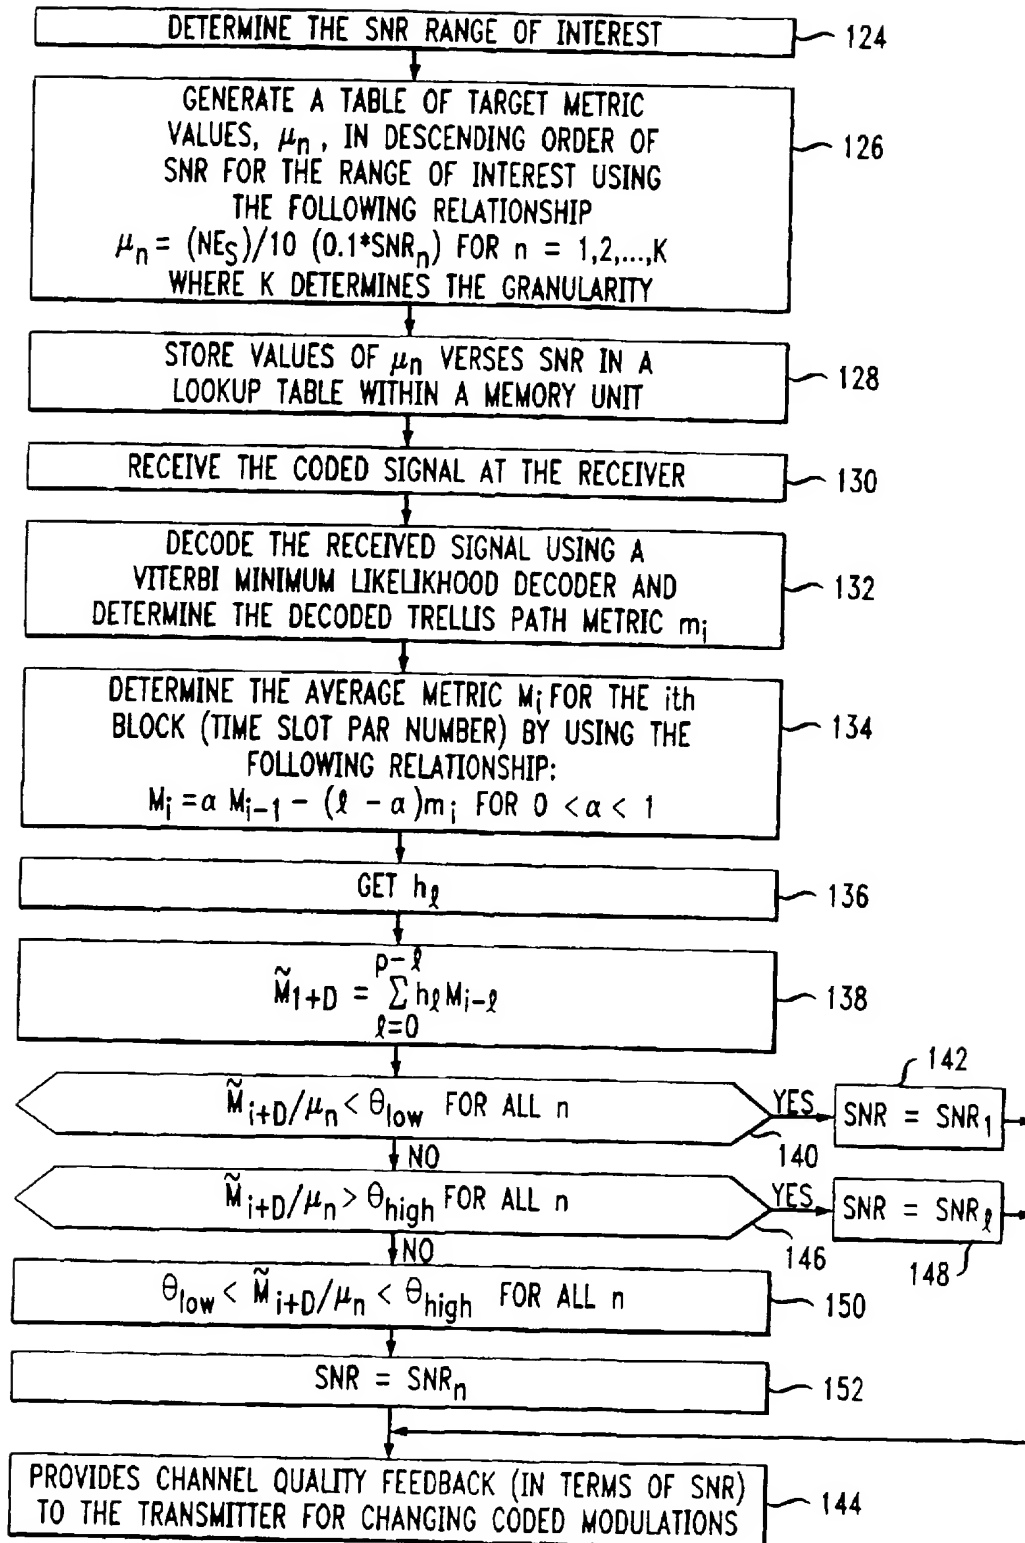 DETERMINE THE SNR RANGE OF INTEREST
124
GENERATE A TABLE OF TARGET METRIC
VALUES, μn, IN DESCENDING ORDER OF
SNR FOR THE RANGE OF INTEREST USING
THE FOLLOWING RELATIONSHIP
μn = (NES)/10 (0.1*SNRn) FOR n = 1,2,...,K
WHERE K DETERMINES THE GRANULARITY
126
STORE VALUES OF μn VERSES SNR IN A
LOOKUP TABLE WITHIN A MEMORY UNIT
128
RECEIVE THE CODED SIGNAL AT THE RECEIVER
130
DECODE THE RECEIVED SIGNAL USING A
VITERBI MINIMUM LIKELIKHOOD DECODER AND
DETERMINE THE DECODED TRELLIS PATH METRIC mi
132
DETERMINE THE AVERAGE METRIC Mi FOR THE ith
BLOCK (TIME SLOT PAR NUMBER) BY USING THE
FOLLOWING RELATIONSHIP:
Mi = α Mi-1 - (ℓ - α)mi FOR 0 < α < 1
134
GET hℓ
136
p-ℓ
M̃1+D = Σ hℓMi-ℓ
ℓ=0
138
M̃i+D/μn < θlow FOR ALL n
140
YES
142
SNR = SNR1
NO
M̃i+D/μn > θhigh FOR ALL n
146
YES
SNR = SNRℓ
148
NO
θlow < M̃i+D/μn < θhigh FOR ALL n
150
SNR = SNRn
152
PROVIDES CHANNEL QUALITY FEEDBACK (IN TERMS OF SNR)
TO THE TRANSMITTER FOR CHANGING CODED MODULATIONS
144